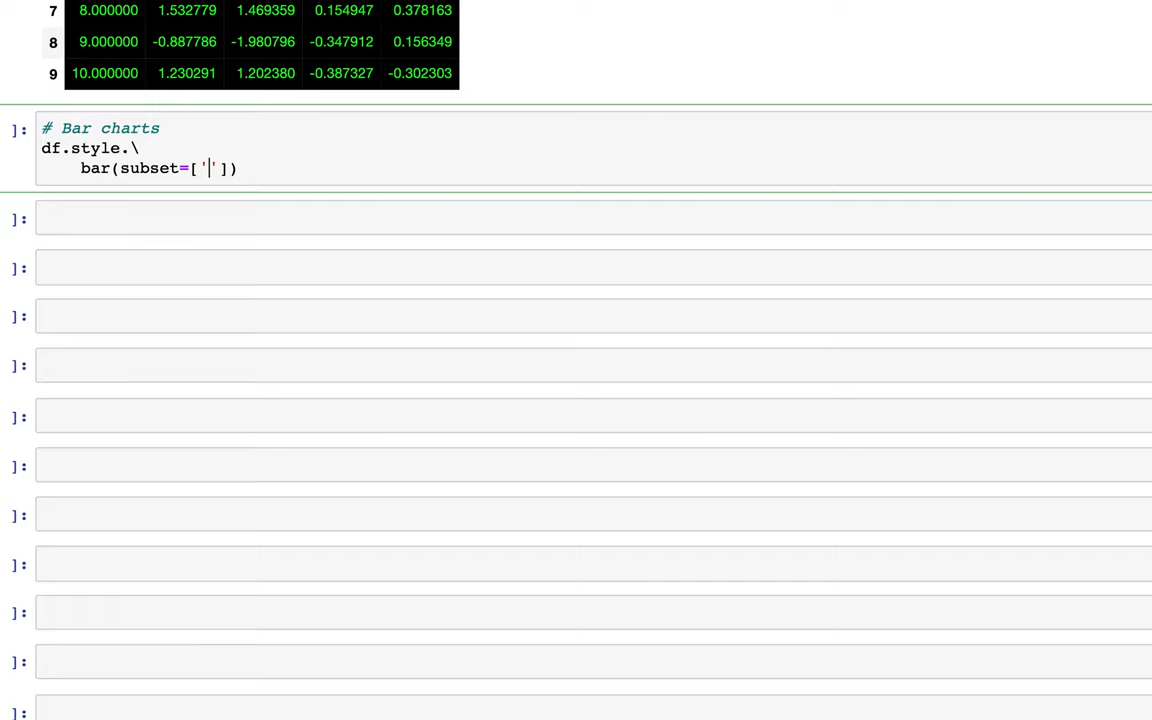 7 8.000000 1.532779 1.469359 0.154947 0.378163
8 9.000000 -0.887786 -1.980796 -0.347912 0.156349
9 10.000000 1.230291 1.202380 -0.387327 -0.302303
]: # Bar charts
df.style.\
bar(subset=[''])
]:
]:
]:
]:
]:
]:
]:
]:
]:
]:
]: